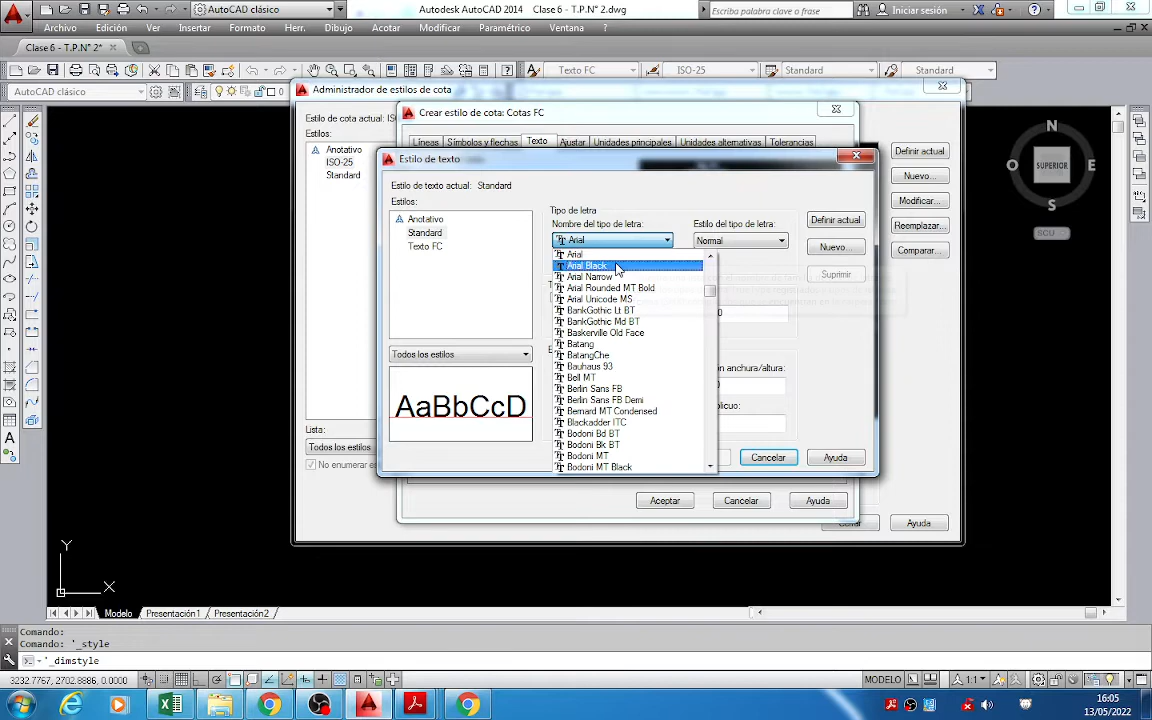 AutoCAD clásico
Autodesk AutoCAD 2014 Clase 6 - T.P.N° 2.dwg
Escriba palabra clave o frase
Iniciar sesión
Archivo Edición Ver Insertar Formato Herr. Dibujo Acotar Modificar Paramétrico Ventana ?
Clase 6 - T.P.N° 2*
Texto FC ISO-25 Standard Standard
AutoCAD clásico
Administrador de estilos de cota
Estilos:
Anotativo
ISO-25
Standard
Lista:
Todos los estilos
Definir actual
Nuevo...
Modificar...
Reemplazar...
Comparar...
Cerrar
Ayuda
Crear estilo de cota: Cotas FC
Líneas Símbolos y flechas Texto Ajustar Unidades principales Unidades alternativas Tolerancias
Aceptar Cancelar Ayuda
Estilo de texto
Estilo de texto actual: Standard
Estilos:
Anotativo
Standard
Texto FC
Todos los estilos
AaBbCcD
Tipo de letra
Nombre del tipo de letra:
Arial
Estilo del tipo de letra:
Normal
Definir actual
Nuevo...
Suprimir
Arial
Arial Black
Arial Narrow
Arial Rounded MT Bold
Arial Unicode MS
BankGothic Lt BT
BankGothic Md BT
Baskerville Old Face
Batang
BatangChe
Bauhaus 93
Bell MT
Berlin Sans FB
Berlin Sans FB Demi
Bernard MT Condensed
Blackadder ITC
Bodoni Bd BT
Bodoni Bk BT
Bodoni MT
Bodoni MT Black
Cancelar
Ayuda
N
O SUPERIOR E
S
SCU
Y
X
Modelo Presentación1 Presentación2
Comando:
Comando: '_style
'_dimstyle
3232.7767, 2702.8886, 0.0000
MODELO
1:1
16:05
13/05/2022